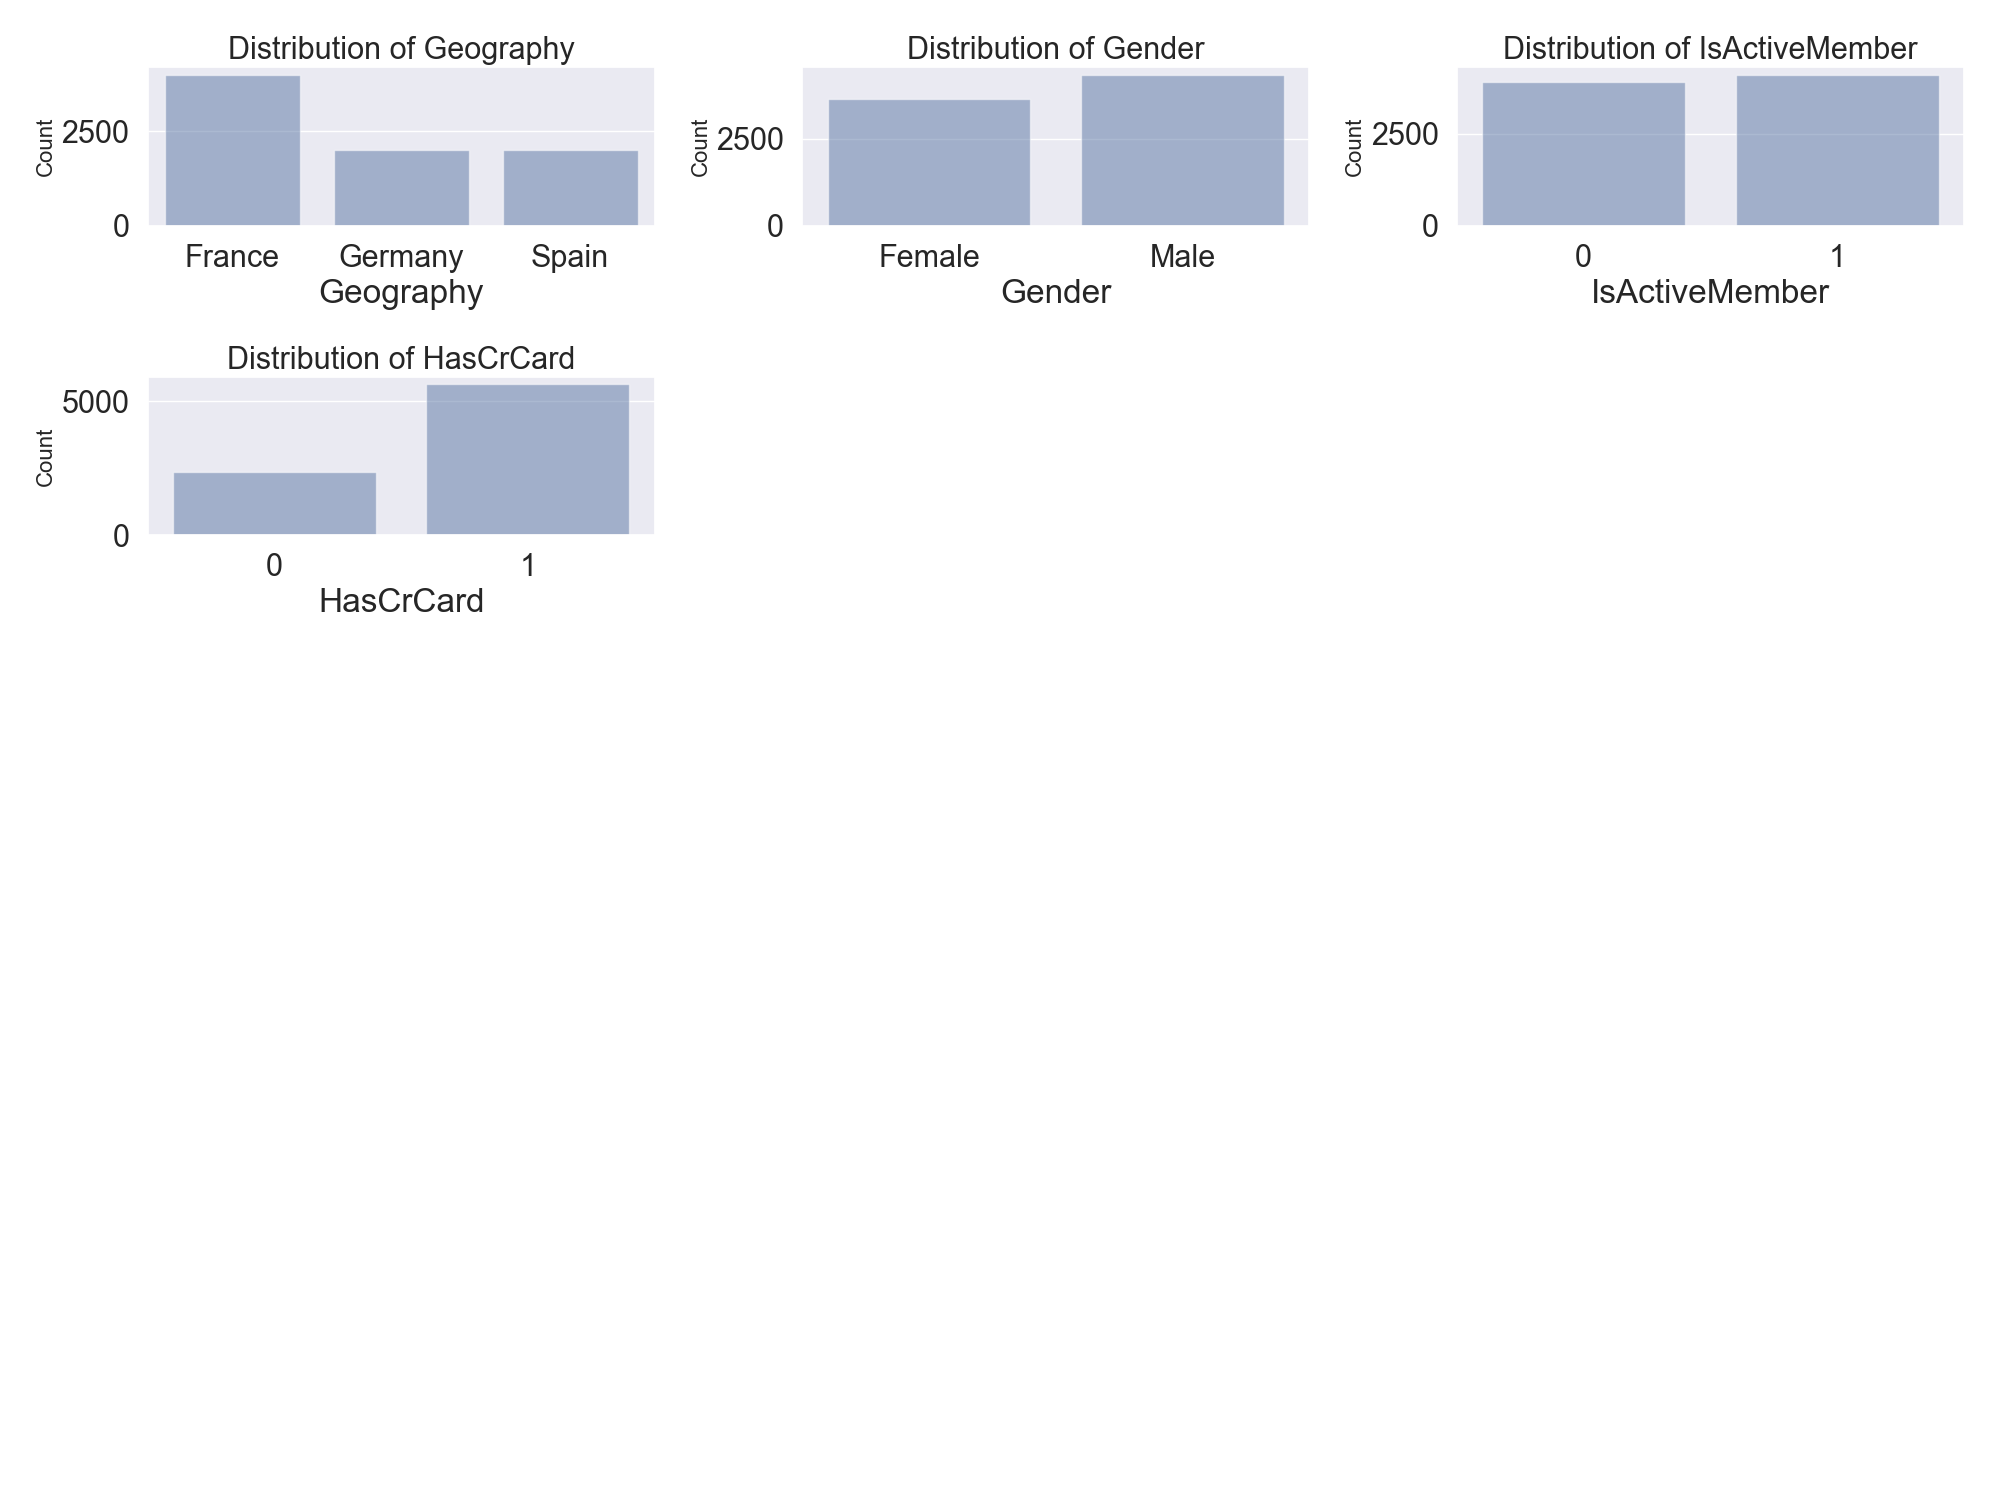 Distribution of Geography
Count
2500
0
France Germany Spain
Geography
Distribution of Gender
Count
2500
0
Female Male
Gender
Distribution of IsActiveMember
Count
2500
0
0 1
IsActiveMember
Distribution of HasCrCard
Count
5000
0
0 1
HasCrCard